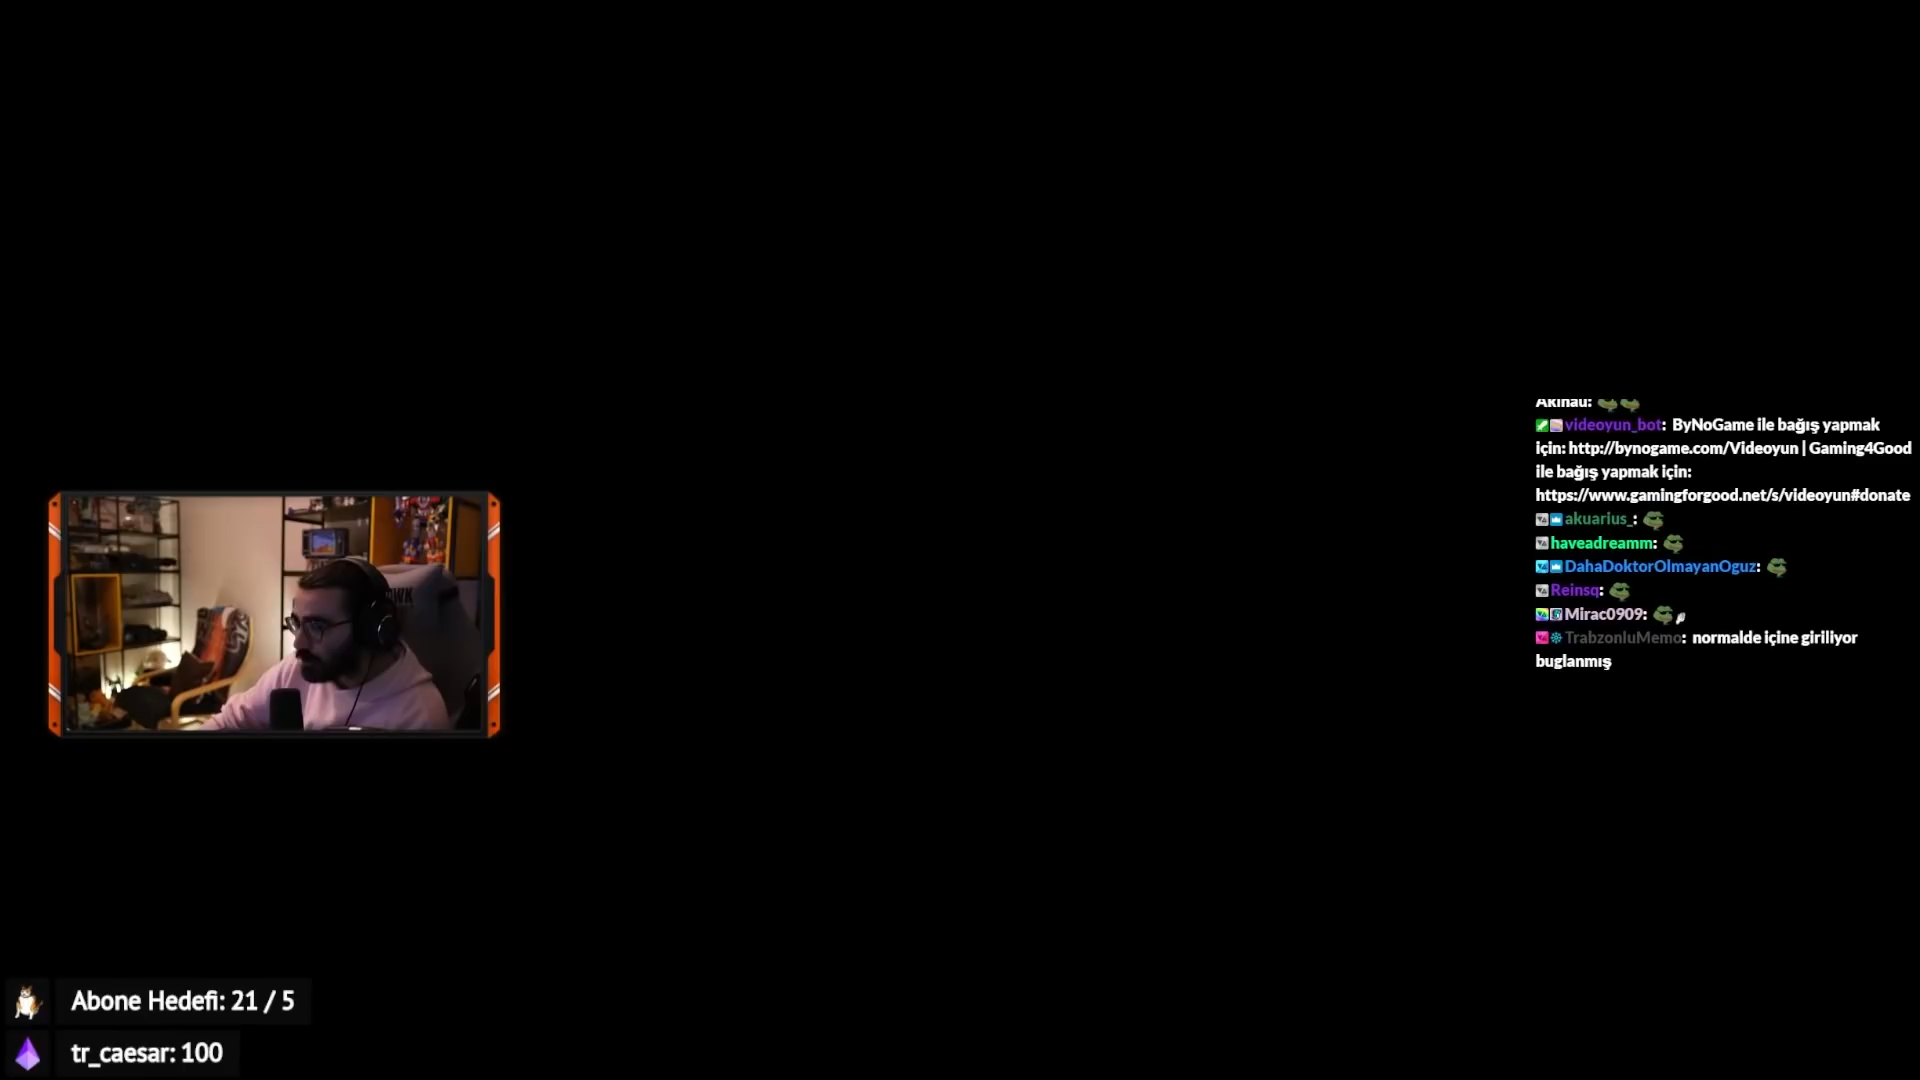 Akinau:
videoyun_bot: ByNoGame ile bağış yapmak
için: http://bynogame.com/Videoyun | Gaming4Good
ile bağış yapmak için:
https://www.gamingforgood.net/s/videoyun#donate
akuarius_:
haveadreamm:
DahaDoktorOlmayanOguz:
Reinsq:
Mirac0909:
TrabzonluMemo: normalde içine giriliyor
buglanmış
Abone Hedefi: 21 / 5
tr_caesar: 100